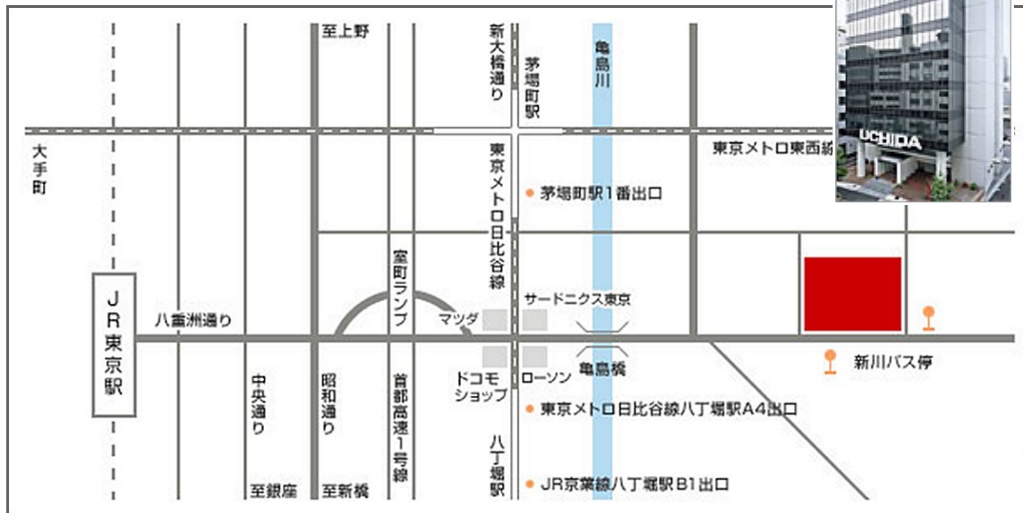 至上野
新大橋通り
茅場町駅
亀島川
UCHIDA
大手町
東京メトロ東西線
東京メトロ日比谷線
茅場町駅1番出口
室町ランプ
サードニクス東京
マツダ
JR東京駅
八重洲通り
亀島橋
新川バス停
中央通り
昭和通り
首都高速1号線
ドコモ
ショップ
ローソン
東京メトロ日比谷線八丁堀駅A4出口
八丁堀駅
JR京葉線八丁堀駅B1出口
至銀座
至新橋